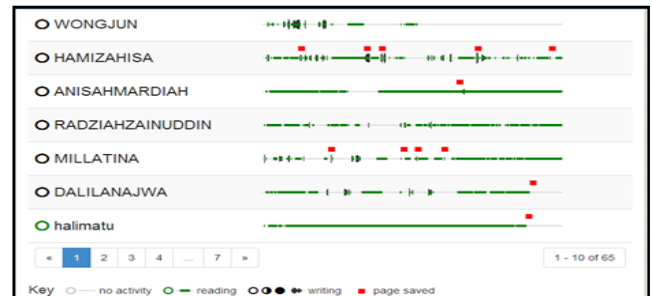 WONGJUN
HAMIZAHISA
ANISAHMARDIAH
RADZIAHZAINUDDIN
MILLATINA
DALILANAJWA
halimatu
« 1 2 3 4 ... 7 » 1 - 10 of 65
Key no activity reading writing page saved